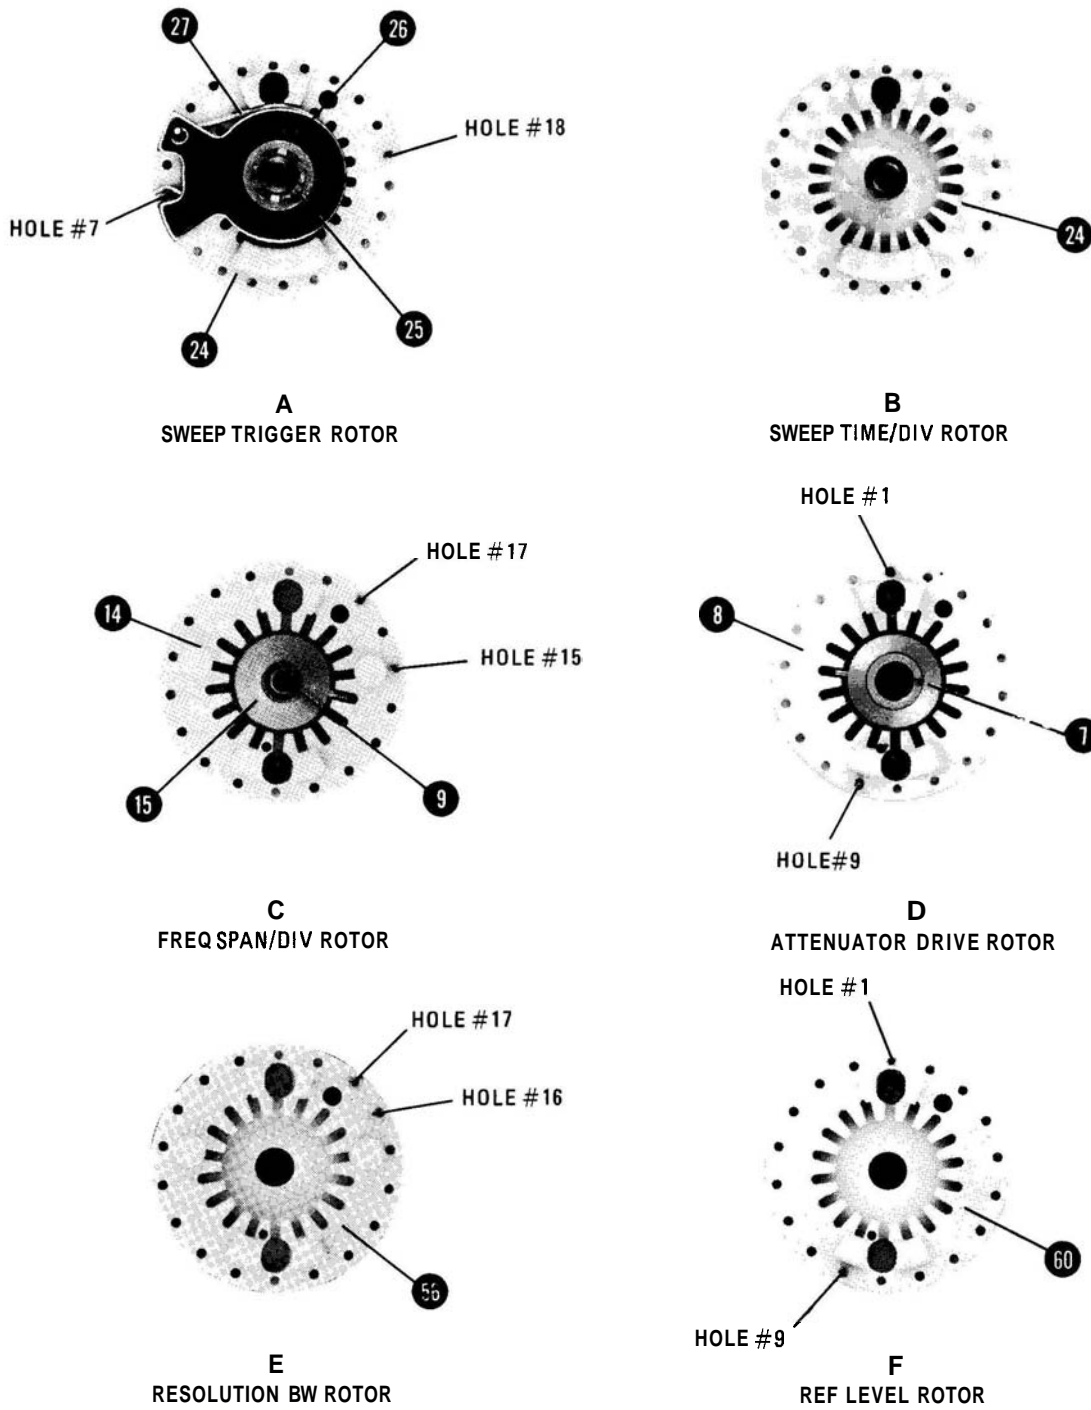 27
26
HOLE #18
HOLE #7
24
25
A
SWEEP TRIGGER ROTOR
24
B
SWEEP TIME/DIV ROTOR
HOLE #17
14
HOLE #15
15
9
C
FREQ SPAN/DIV ROTOR
HOLE #1
8
7
HOLE#9
D
ATTENUATOR DRIVE ROTOR
HOLE #17
HOLE #16
56
E
RESOLUTION BW ROTOR
HOLE #1
60
HOLE #9
F
REF LEVEL ROTOR